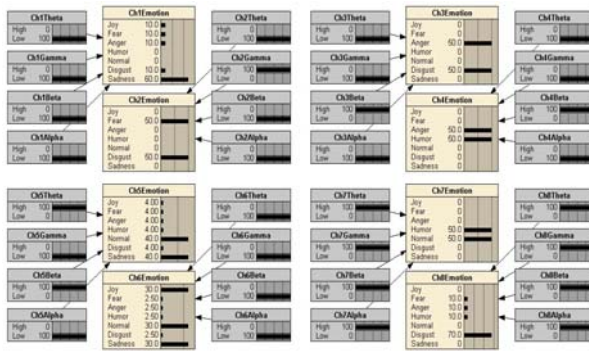 Ch1Theta
High 0
Low 100
Ch1Gamma
High 0
Low 100
Ch1Beta
High 0
Low 100
Ch1Alpha
High 0
Low 100
Ch1Emotion
Joy 10.0
Fear 10.0
Anger 10.0
Humor 0
Normal 0
Disgust 10.0
Sadness 60.0
Ch2Emotion
Joy 0
Fear 50.0
Anger 0
Humor 0
Normal 0
Disgust 50.0
Sadness 0
Ch2Theta
High 0
Low 100
Ch2Gamma
High 100
Low 0
Ch2Beta
High 0
Low 100
Ch2Alpha
High 0
Low 100
Ch3Theta
High 0
Low 100
Ch3Gamma
High 0
Low 100
Ch3Beta
High 100
Low 0
Ch3Alpha
High 0
Low 100
Ch3Emotion
Joy 0
Fear 0
Anger 50.0
Humor 0
Normal 0
Disgust 50.0
Sadness 0
Ch4Emotion
Joy 0
Fear 0
Anger 50.0
Humor 50.0
Normal 0
Disgust 0
Sadness 0
Ch4Theta
High 0
Low 100
Ch4Gamma
High 100
Low 0
Ch4Beta
High 100
Low 0
Ch4Alpha
High 0
Low 100
Ch5Theta
High 100
Low 0
Ch5Gamma
High 100
Low 0
Ch5Beta
High 100
Low 0
Ch5Alpha
High 0
Low 100
Ch5Emotion
Joy 4.00
Fear 4.00
Anger 4.00
Humor 4.00
Normal 40.0
Disgust 4.00
Sadness 40.0
Ch6Emotion
Joy 30.0
Fear 2.50
Anger 2.50
Humor 2.50
Normal 30.0
Disgust 2.50
Sadness 30.0
Ch6Theta
High 0
Low 100
Ch6Gamma
High 0
Low 100
Ch6Beta
High 100
Low 0
Ch6Alpha
High 0
Low 100
Ch7Theta
High 100
Low 0
Ch7Gamma
High 100
Low 0
Ch7Beta
High 100
Low 0
Ch7Alpha
High 100
Low 0
Ch7Emotion
Joy 0
Fear 0
Anger 0
Humor 50.0
Normal 50.0
Disgust 0
Sadness 0
Ch8Emotion
Joy 0
Fear 10.0
Anger 10.0
Humor 10.0
Normal 0
Disgust 70.0
Sadness 0
Ch8Theta
High 0
Low 100
Ch8Gamma
High 0
Low 100
Ch8Beta
High 100
Low 0
Ch8Alpha
High 100
Low 0